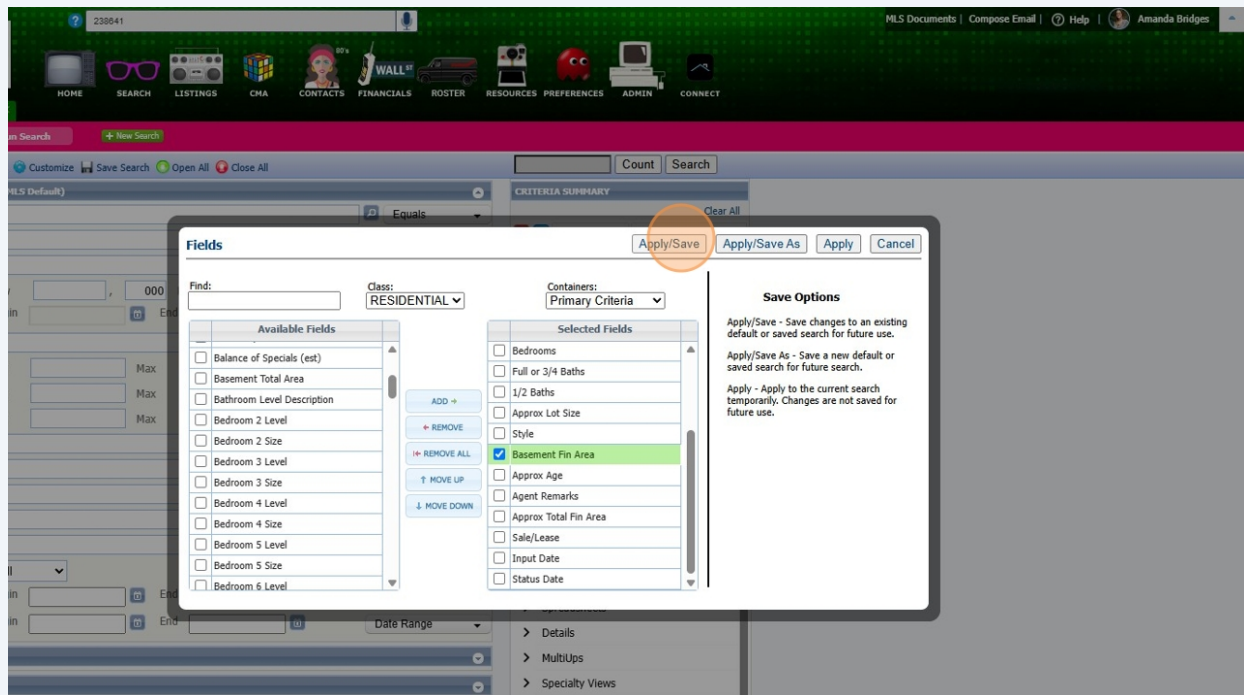 238641
MLS Documents | Compose Email | Help | Amanda Bridges
80's
WALL ST
HOME SEARCH LISTINGS CMA CONTACTS FINANCIALS ROSTER RESOURCES PREFERENCES ADMIN CONNECT
Search + New Search
Customize Save Search Open All Close All Count Search
MLS Default) CRITERIA SUMMARY
Clear All
Equals
Fields Apply/Save Apply/Save As Apply Cancel
, 000
Find: Class: Containers:
RESIDENTIAL Primary Criteria
Save Options
Available Fields Selected Fields
Apply/Save - Save changes to an existing
default or saved search for future use.
Apply/Save As - Save a new default or
saved search for future search.
Apply - Apply to the current search
temporarily. Changes are not saved for
future use.
Balance of Specials (est)
Basement Total Area
Bathroom Level Description
Bedroom 2 Level
Bedroom 2 Size
Bedroom 3 Level
Bedroom 3 Size
Bedroom 4 Level
Bedroom 4 Size
Bedroom 5 Level
Bedroom 5 Size
Bedroom 6 Level
ADD
REMOVE
REMOVE ALL
MOVE UP
MOVE DOWN
Bedrooms
Full or 3/4 Baths
1/2 Baths
Approx Lot Size
Style
Basement Fin Area
Approx Age
Agent Remarks
Approx Total Fin Area
Sale/Lease
Input Date
Status Date
Max
Max
Max
End
End Date Range
Details
MultiUps
Specialty Views